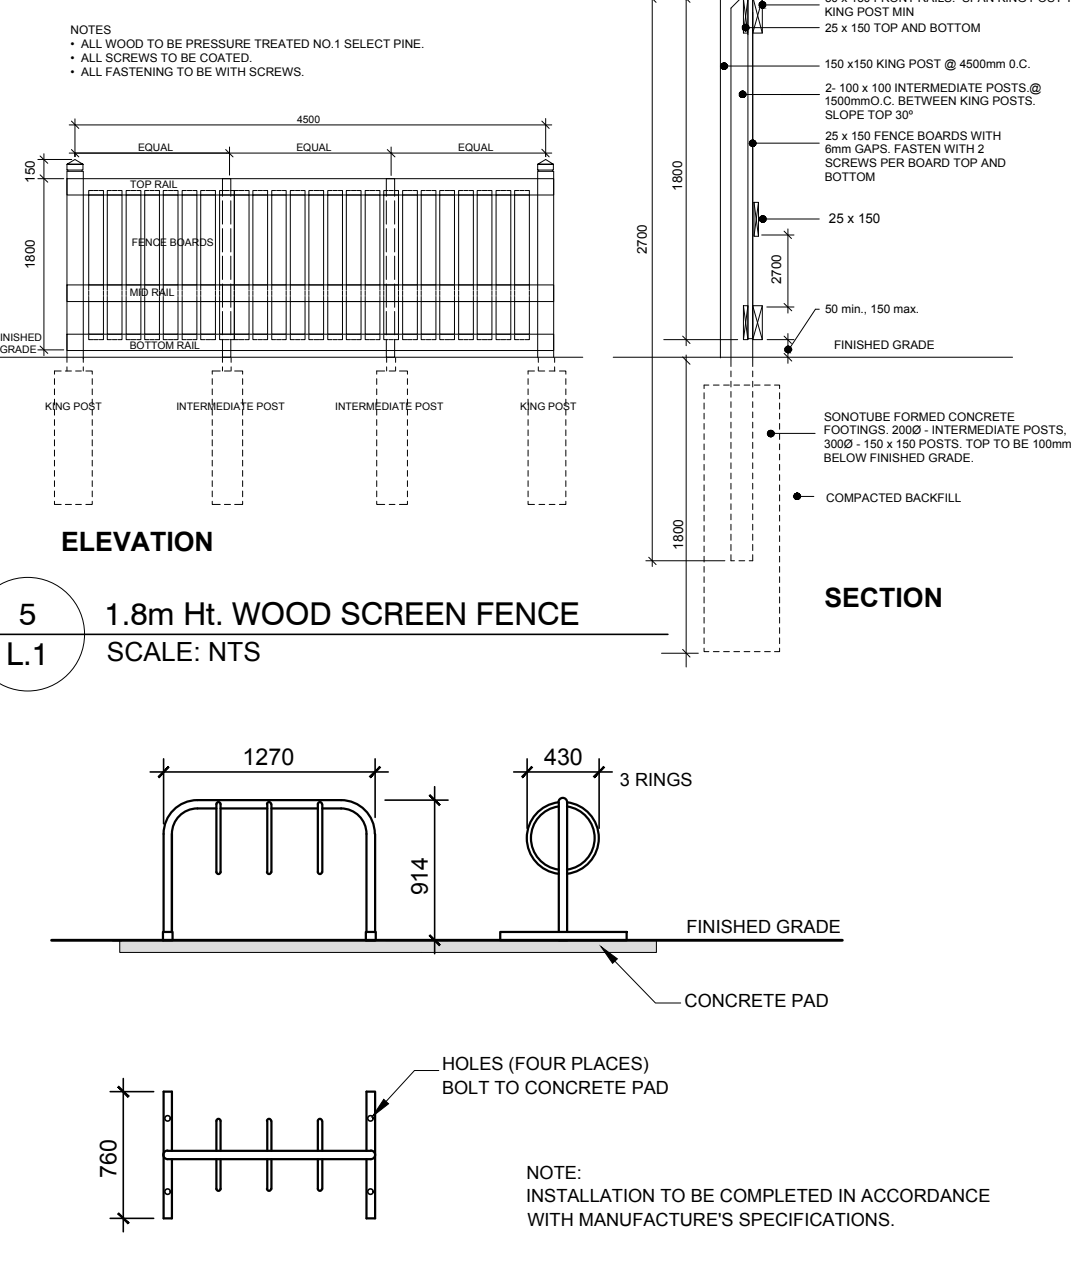 NOTES
• ALL WOOD TO BE PRESSURE TREATED NO.1 SELECT PINE.
• ALL SCREWS TO BE COATED.
• ALL FASTENING TO BE WITH SCREWS.
4500
EQUAL
EQUAL
EQUAL
150
1800
TOP RAIL
FENCE BOARDS
MID RAIL
BOTTOM RAIL
GRADE
KING POST
INTERMEDIATE POST
INTERMEDIATE POST
KING POST
ELEVATION
KING POST MIN
25 x 150 TOP AND BOTTOM
150 x150 KING POST @ 4500mm O.C.
2- 100 x 100 INTERMEDIATE POSTS.@
1500mmO.C. BETWEEN KING POSTS.
SLOPE TOP 30º
25 x 150 FENCE BOARDS WITH
6mm GAPS. FASTEN WITH 2
SCREWS PER BOARD TOP AND
BOTTOM
25 x 150
1800
2700
2700
50 min., 150 max.
FINISHED GRADE
SONOTUBE FORMED CONCRETE
FOOTINGS. 200Ø - INTERMEDIATE POSTS,
300Ø - 150 x 150 POSTS. TOP TO BE 100mm
BELOW FINISHED GRADE.
COMPACTED BACKFILL
1800
SECTION
5
L.1
1.8m Ht. WOOD SCREEN FENCE
SCALE: NTS
1270
430
3 RINGS
914
FINISHED GRADE
CONCRETE PAD
HOLES (FOUR PLACES)
BOLT TO CONCRETE PAD
760
NOTE:
INSTALLATION TO BE COMPLETED IN ACCORDANCE
WITH MANUFACTURE'S SPECIFICATIONS.